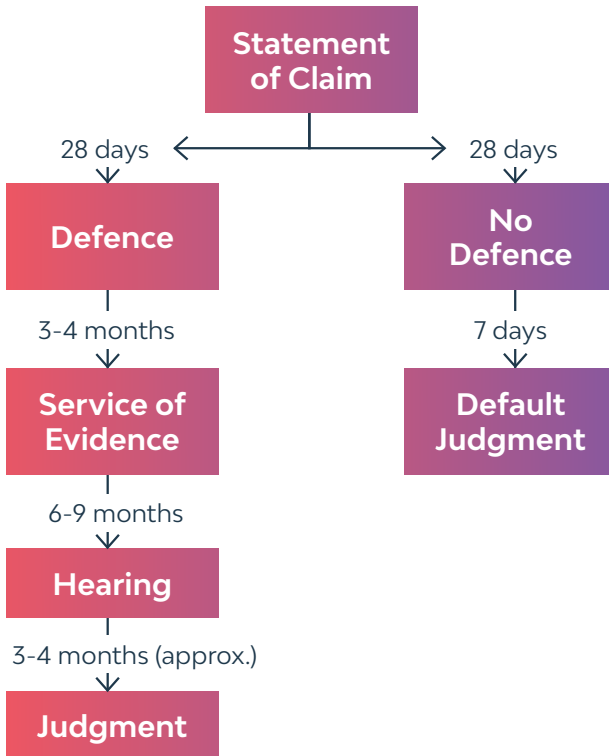 Statement
of Claim
28 days
28 days
Defence
No
Defence
3-4 months
7 days
Service of
Evidence
Default
Judgment
6-9 months
Hearing
3-4 months (approx.)
Judgment